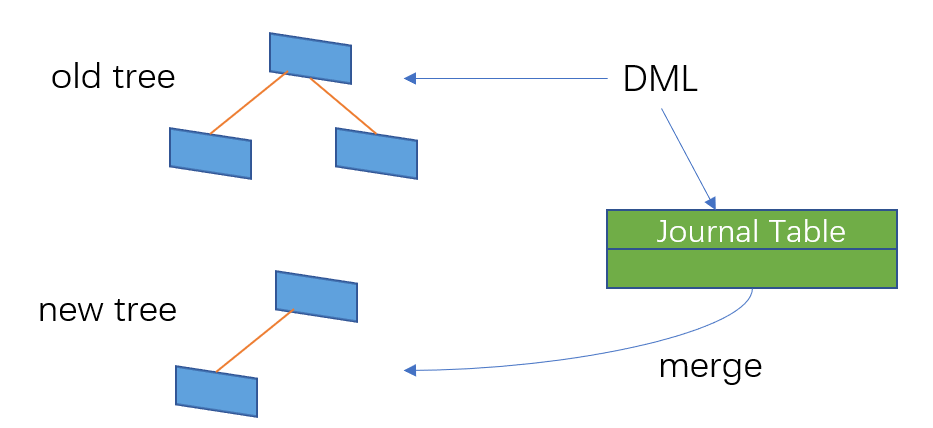 old tree
DML
Journal Table
new tree
merge